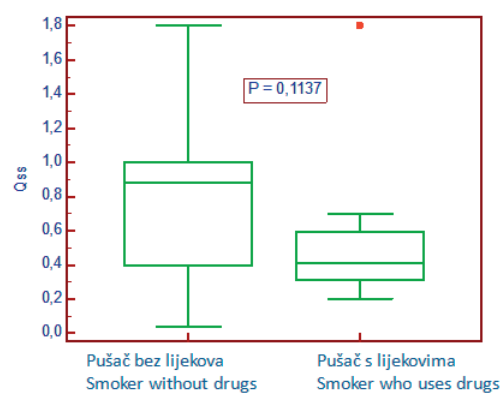 1,8
1,6
1,4
1,2
1,0
0,8
0,6
0,4
0,2
0,0
Qss
P = 0,1137
Pušač bez lijekova
Smoker without drugs
Pušač s lijekovima
Smoker who uses drugs